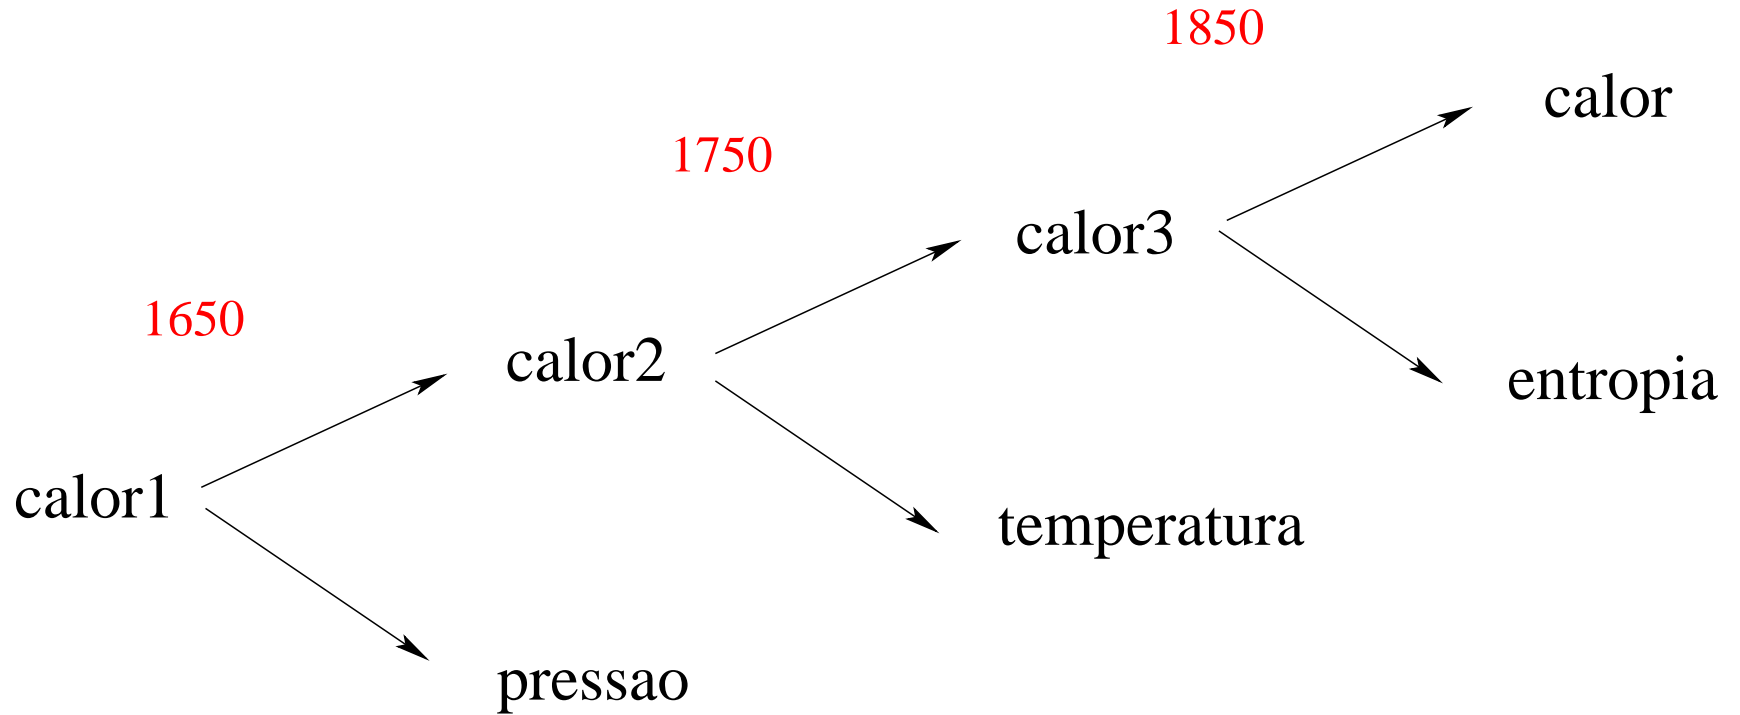 1850
calor
1750
calor3
1650
calor2
entropia
calor1
temperatura
pressao